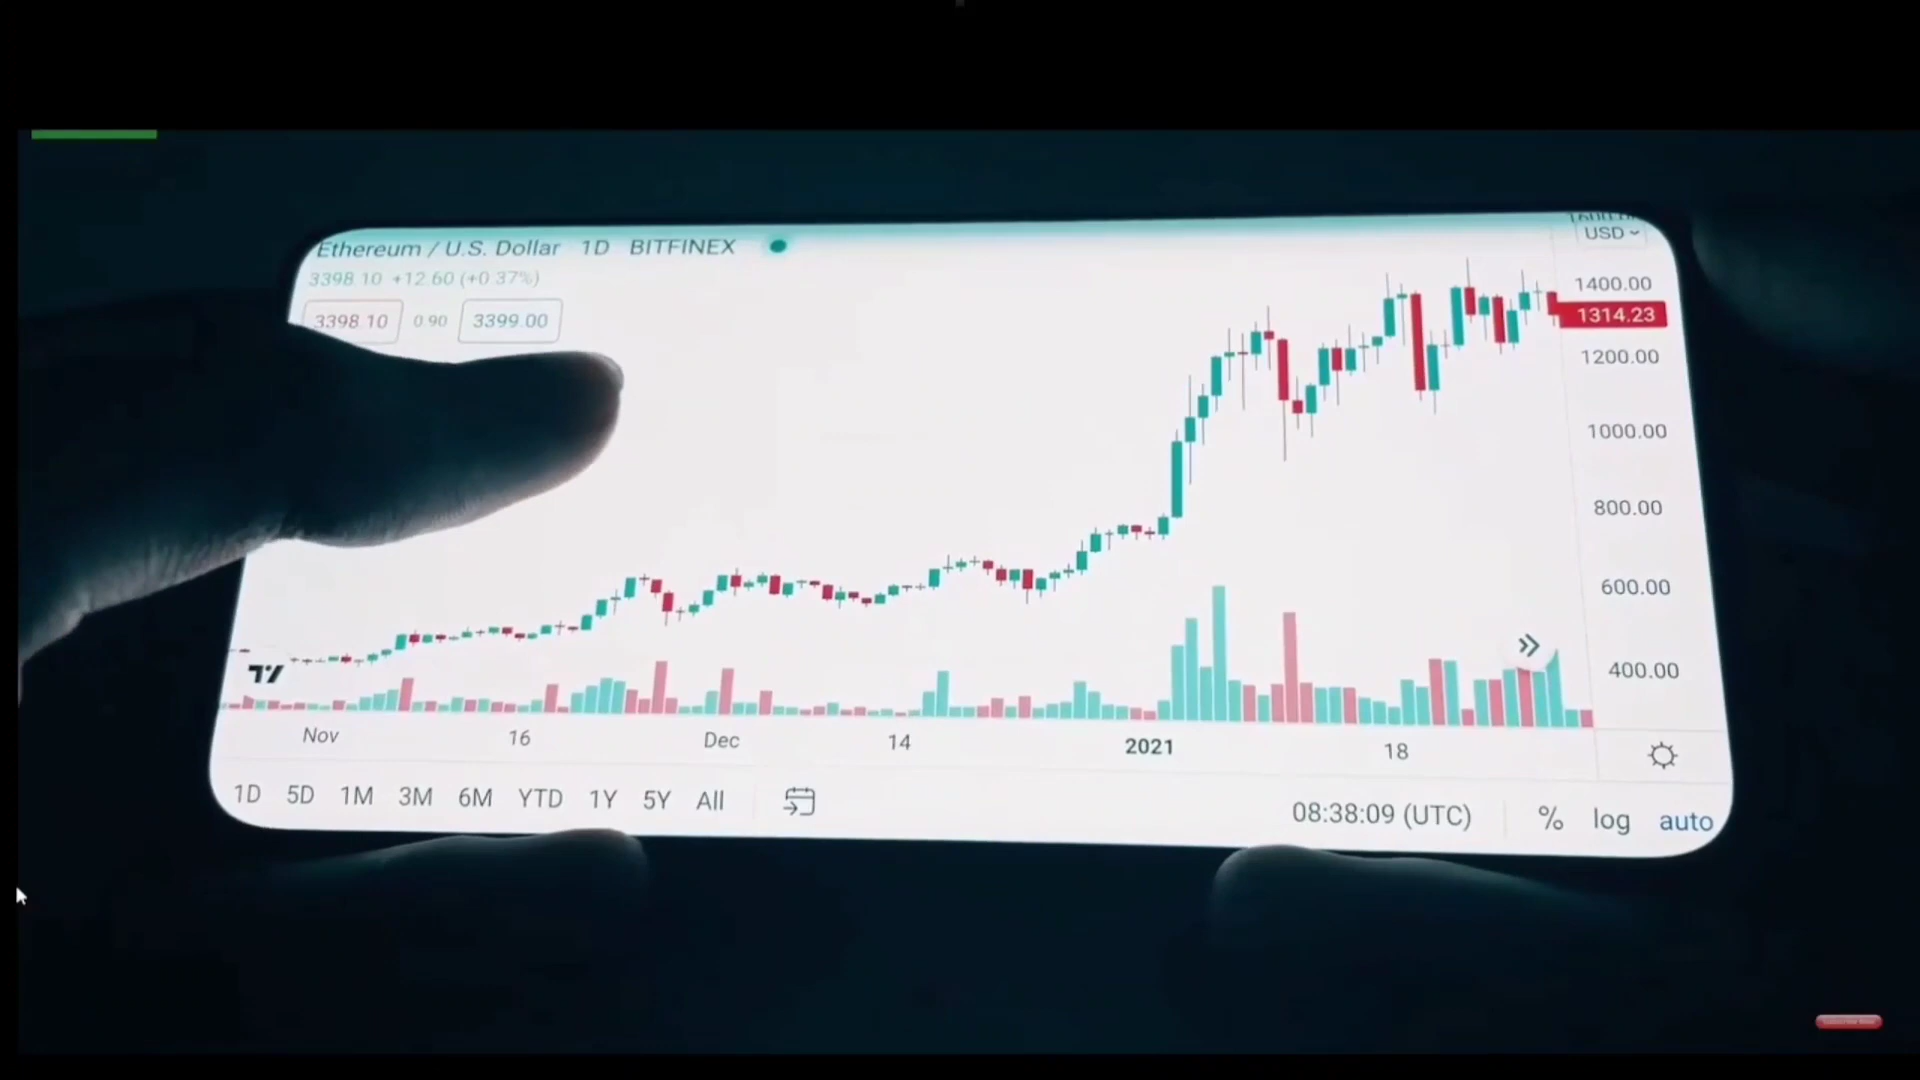 Ethereum / U.S. Dollar 1D BITFINEX
USD
3398.10 +12.60 (+0.37%)
3398.10 0.90 3399.00
1400.00
1314.23
1200.00
1000.00
800.00
600.00
400.00
Nov 16 Dec 14 2021 18
1D 5D 1M 3M 6M YTD 1Y 5Y All
08:38:09 (UTC) % log auto